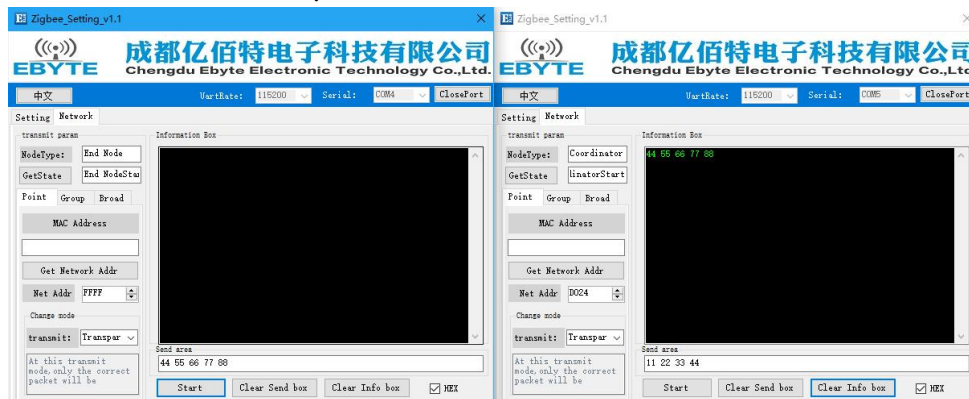 Zigbee_Setting_v1.1
EBYTE
成都亿佰特电子科技有限公司
Chengdu Ebyte Electronic Technology Co.,Ltd.
中文 UartRate: 115200 Serial: COM4 ClosePort
Setting Network
transmit param Information Box
NodeType: End Node
GetState End NodeStar
Point Group Broad
MAC Address
Get Network Addr
Net Addr FFFF
Change mode
transmit: Transpar
At this transmit
mode,only the correct
packet will be
Send area
44 55 66 77 88
Start Clear Send box Clear Info box HEX
Zigbee_Setting_v1.1
EBYTE
成都亿佰特电子科技有限公司
Chengdu Ebyte Electronic Technology Co.,Ltd
中文 UartRate: 115200 Serial: COM5 ClosePort
Setting Network
transmit param Information Box
NodeType: Coordinator
44 55 66 77 88
GetState linatorStart
Point Group Broad
MAC Address
Get Network Addr
Net Addr D024
Change mode
transmit: Transpar
At this transmit
mode,only the correct
packet will be
Send area
11 22 33 44
Start Clear Send box Clear Info box HEX